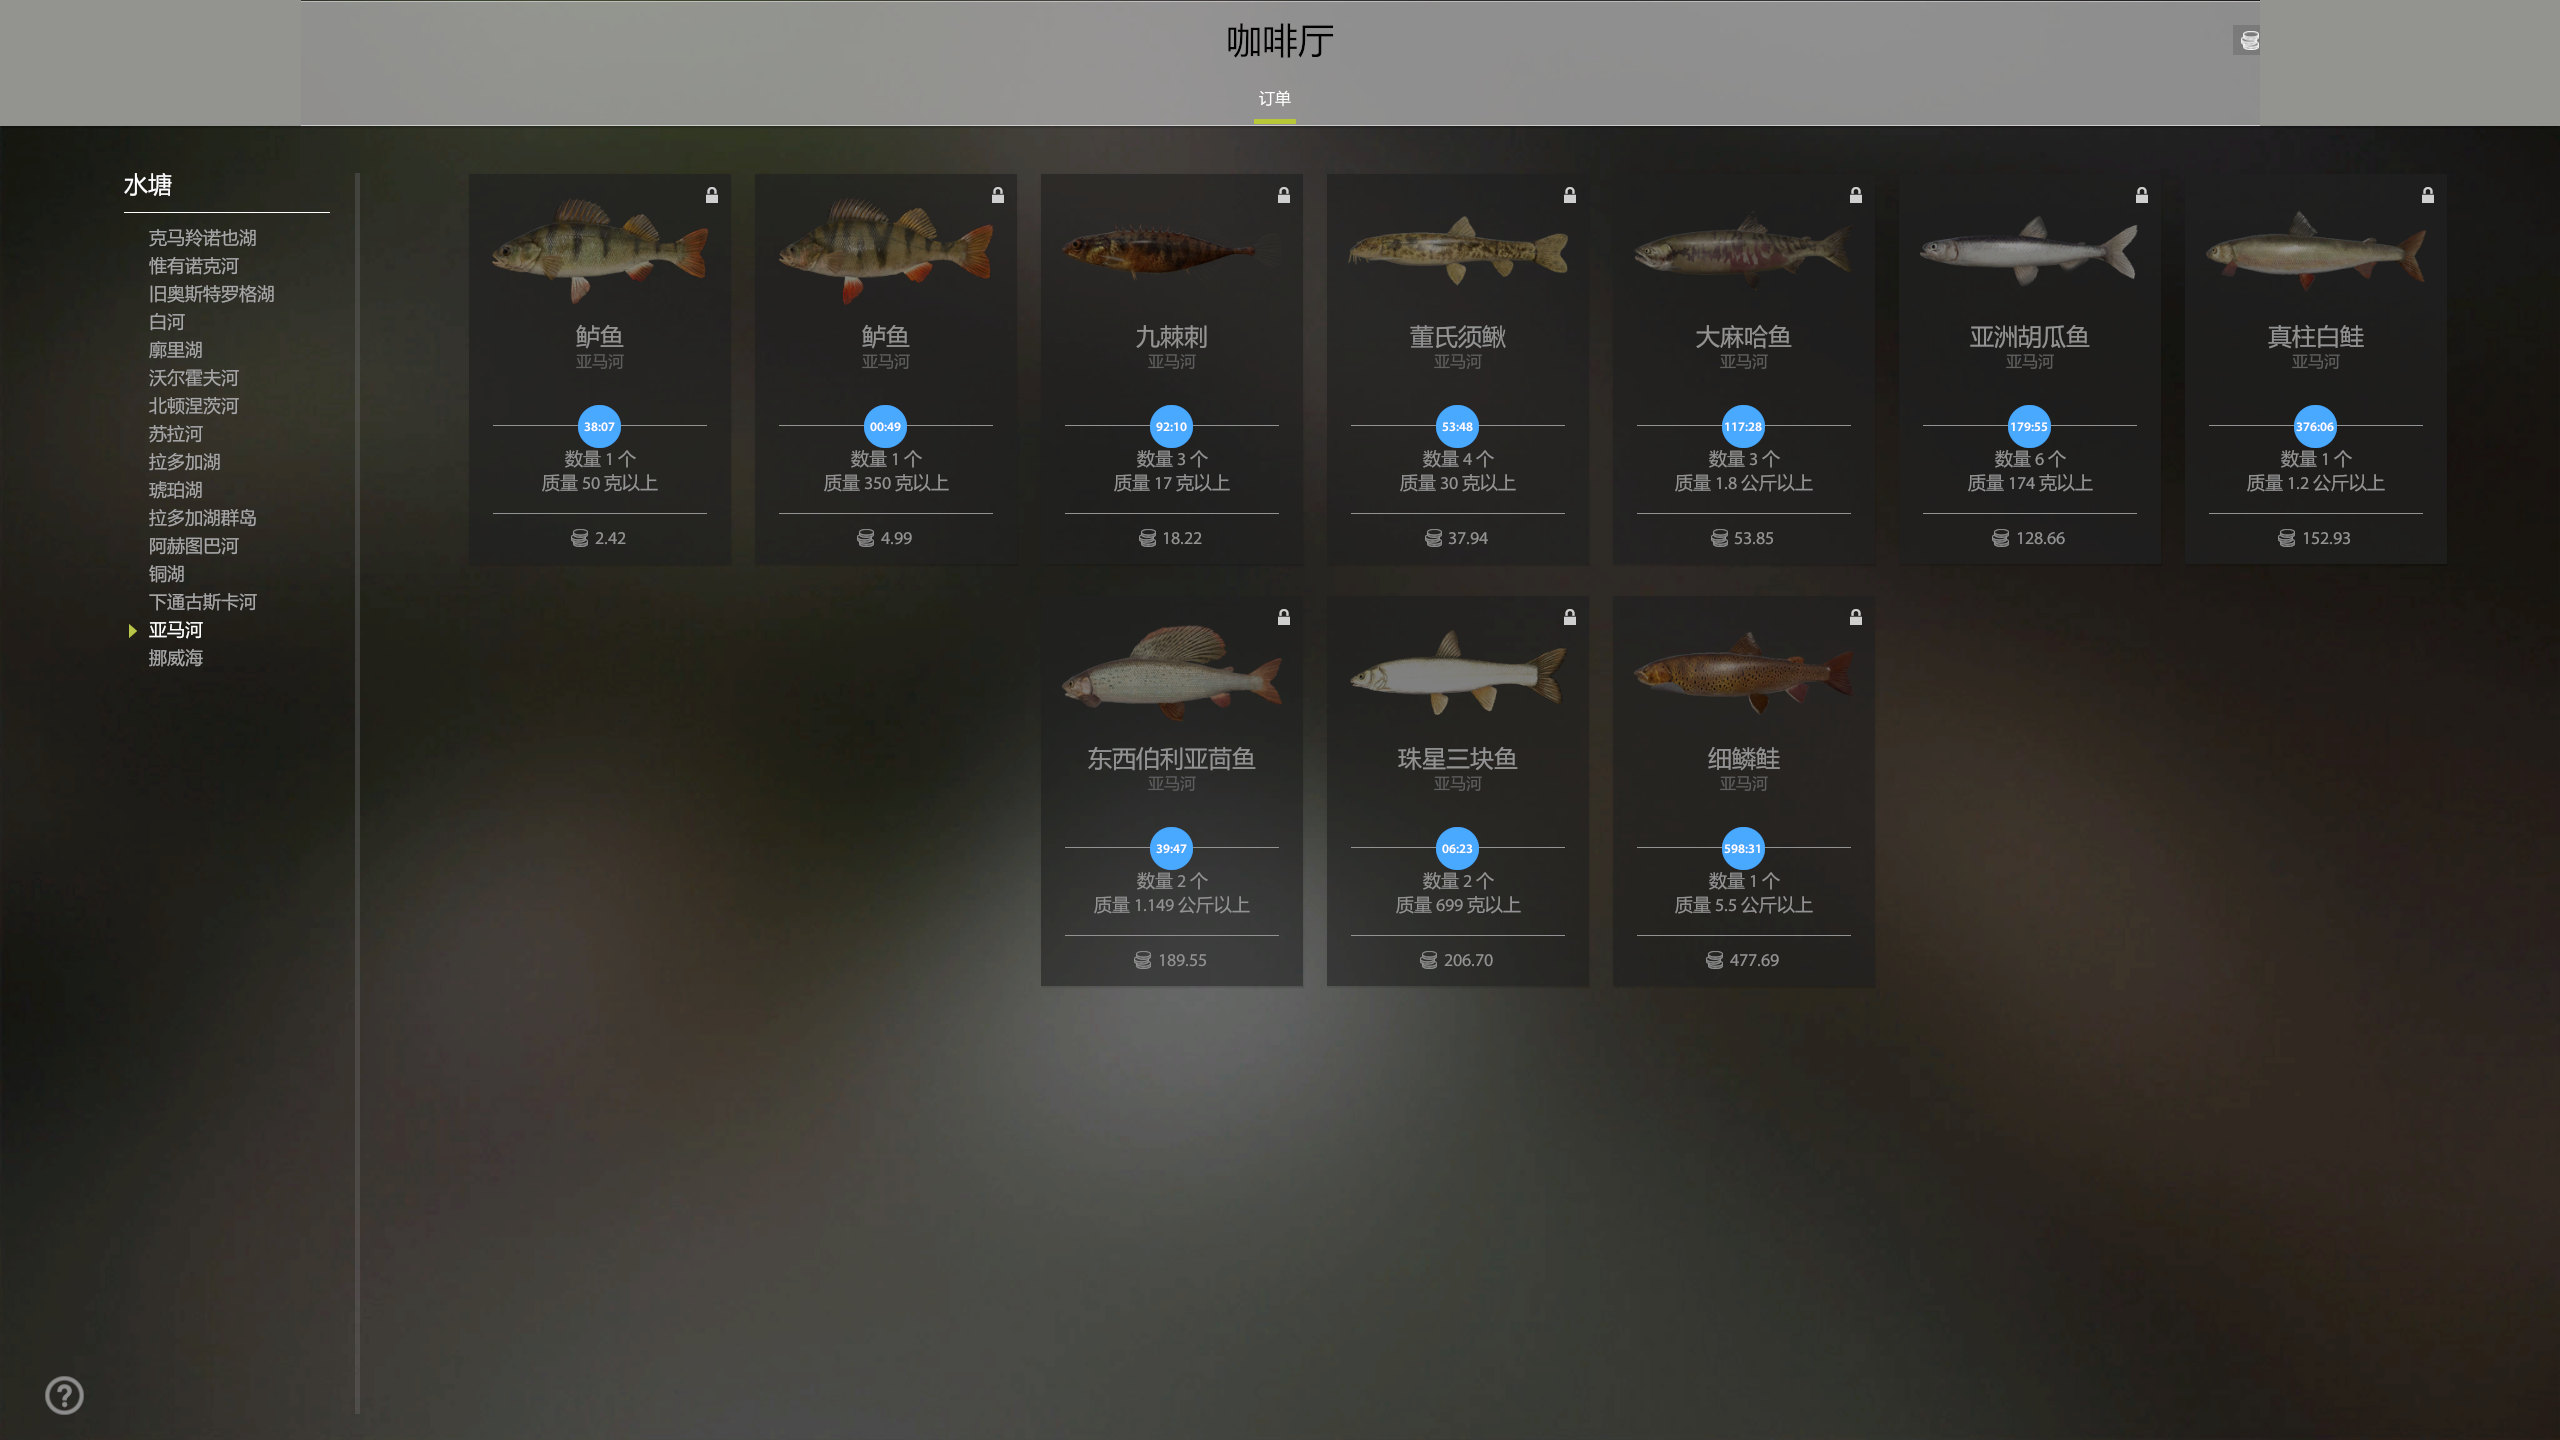 咖啡厅
订单
水塘
克马羚诺也湖
惟有诺克河
旧奥斯特罗格湖
白河
廓里湖
沃尔霍夫河
北顿涅茨河
苏拉河
拉多加湖
琥珀湖
拉多加湖群岛
阿赫图巴河
铜湖
下通古斯卡河
亚马河
挪威海
鲈鱼
亚马河
38:07
数量 1 个
质量 50 克以上
2.42
鲈鱼
亚马河
00:49
数量 1 个
质量 350 克以上
4.99
九棘刺
亚马河
92:10
数量 3 个
质量 17 克以上
18.22
董氏须鳅
亚马河
53:48
数量 4 个
质量 30 克以上
37.94
大麻哈鱼
亚马河
117:28
数量 3 个
质量 1.8 公斤以上
53.85
亚洲胡瓜鱼
亚马河
179:55
数量 6 个
质量 174 克以上
128.66
真柱白鲑
亚马河
376:06
数量 1 个
质量 1.2 公斤以上
152.93
东西伯利亚茴鱼
亚马河
39:47
数量 2 个
质量 1.149 公斤以上
189.55
珠星三块鱼
亚马河
06:23
数量 2 个
质量 699 克以上
206.70
细鳞鲑
亚马河
598:31
数量 1 个
质量 5.5 公斤以上
477.69
?